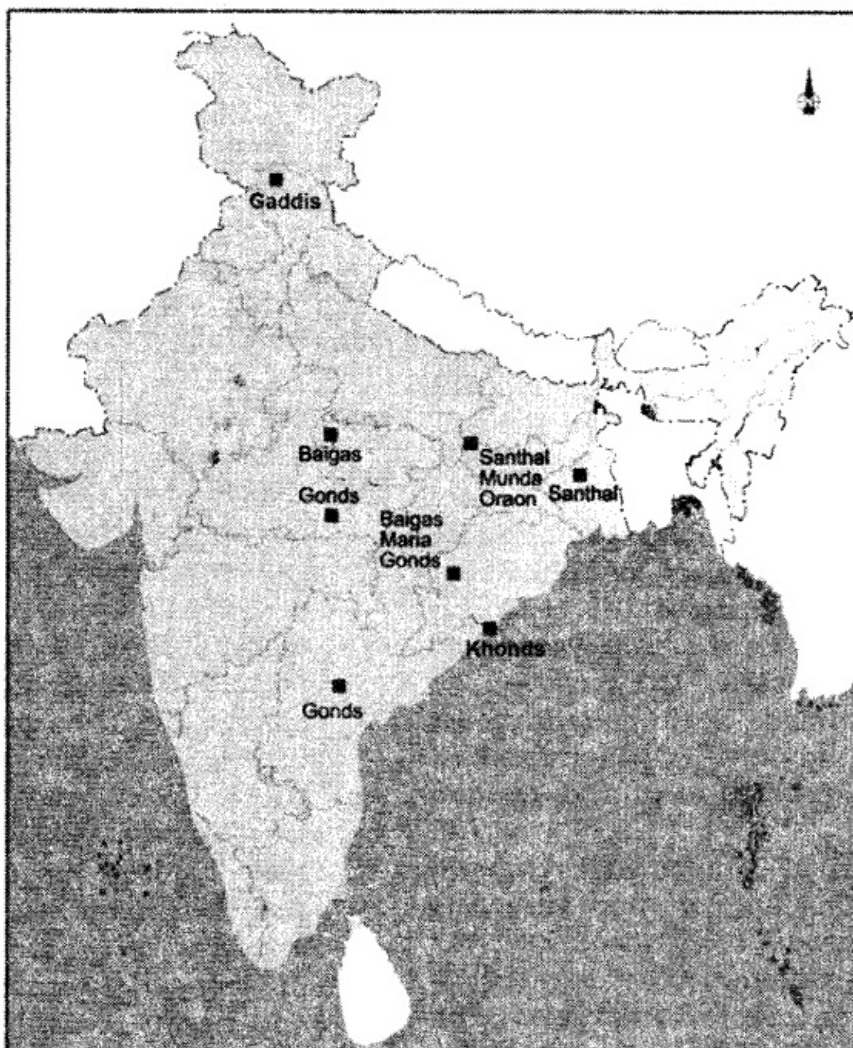 Gaddis
Baigas
Santhal
Munda
Oraon
Santhal
Gonds
Baigas
Maria
Gonds
Khonds
Gonds